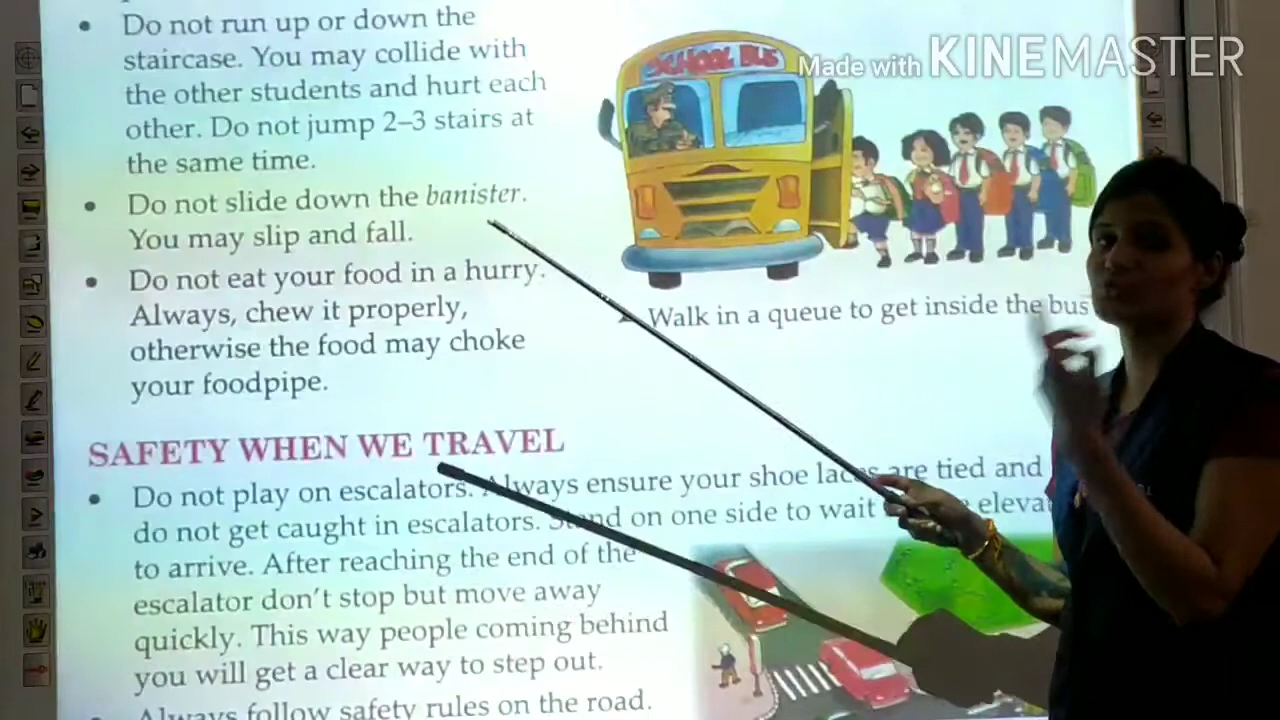 Made with KINEMASTER
Do not run up or down the
staircase. You may collide with
the other students and hurt each
other. Do not jump 2–3 stairs at
the same time.
Do not slide down the banister.
You may slip and fall.
Do not eat your food in a hurry.
Always, chew it properly,
otherwise the food may choke
your foodpipe.
SCHOOL BUS
Walk in a queue to get inside the bus
SAFETY WHEN WE TRAVEL
Do not play on escalators. Always ensure your shoe laces are tied and
do not get caught in escalators. Stand on one side to wait
to arrive. After reaching the end of the
escalator don't stop but move away
quickly. This way people coming behind
you will get a clear way to step out.
Always follow safety rules on the road.